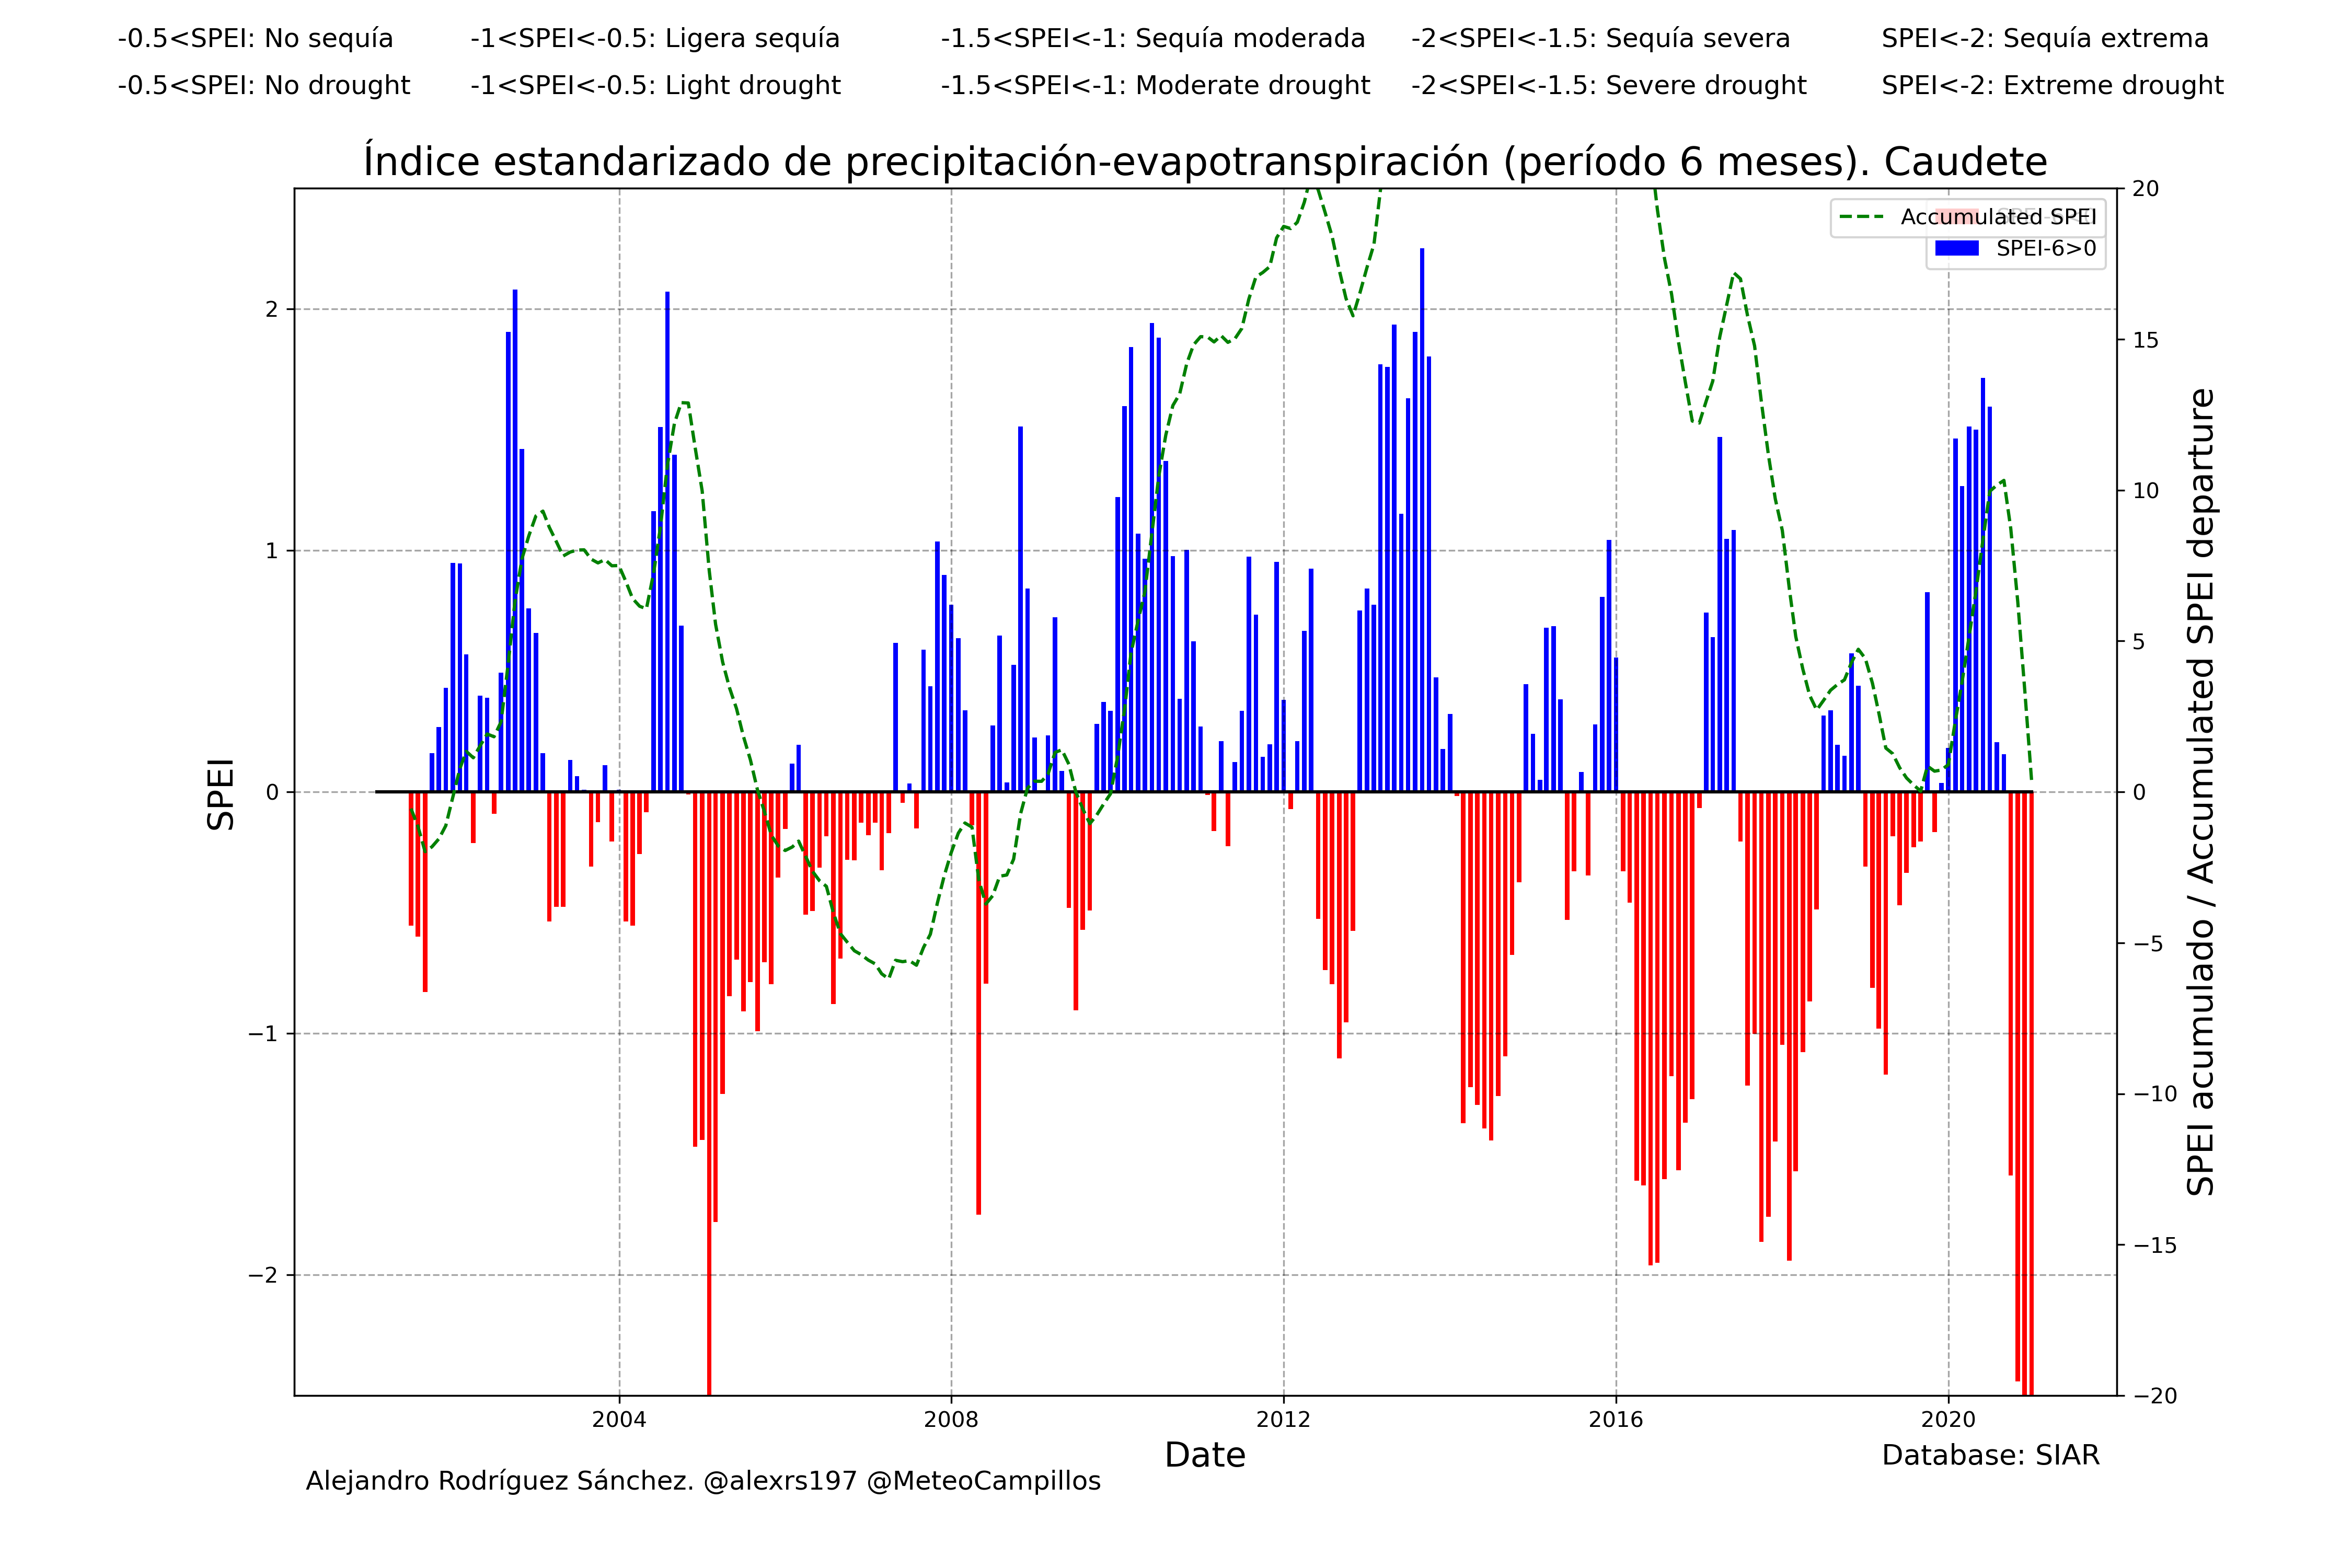 -0.5<SPEI: No sequía -1<SPEI<-0.5: Ligera sequía -1.5<SPEI<-1: Sequía moderada -2<SPEI<-1.5: Sequía severa SPEI<-2: Sequía extrema
-0.5<SPEI: No drought -1<SPEI<-0.5: Light drought -1.5<SPEI<-1: Moderate drought -2<SPEI<-1.5: Severe drought SPEI<-2: Extreme drought
Índice estandarizado de precipitación-evapotranspiración (período 6 meses). Caudete
Accumulated SPEI
SPEI-6>0
SPEI
2
1
0
−1
−2
20
15
10
5
0
−5
−10
−15
−20
SPEI acumulado / Accumulated SPEI departure
2004 2008 2012 2016 2020
Date
Database: SIAR
Alejandro Rodríguez Sánchez. @alexrs197 @MeteoCampillos